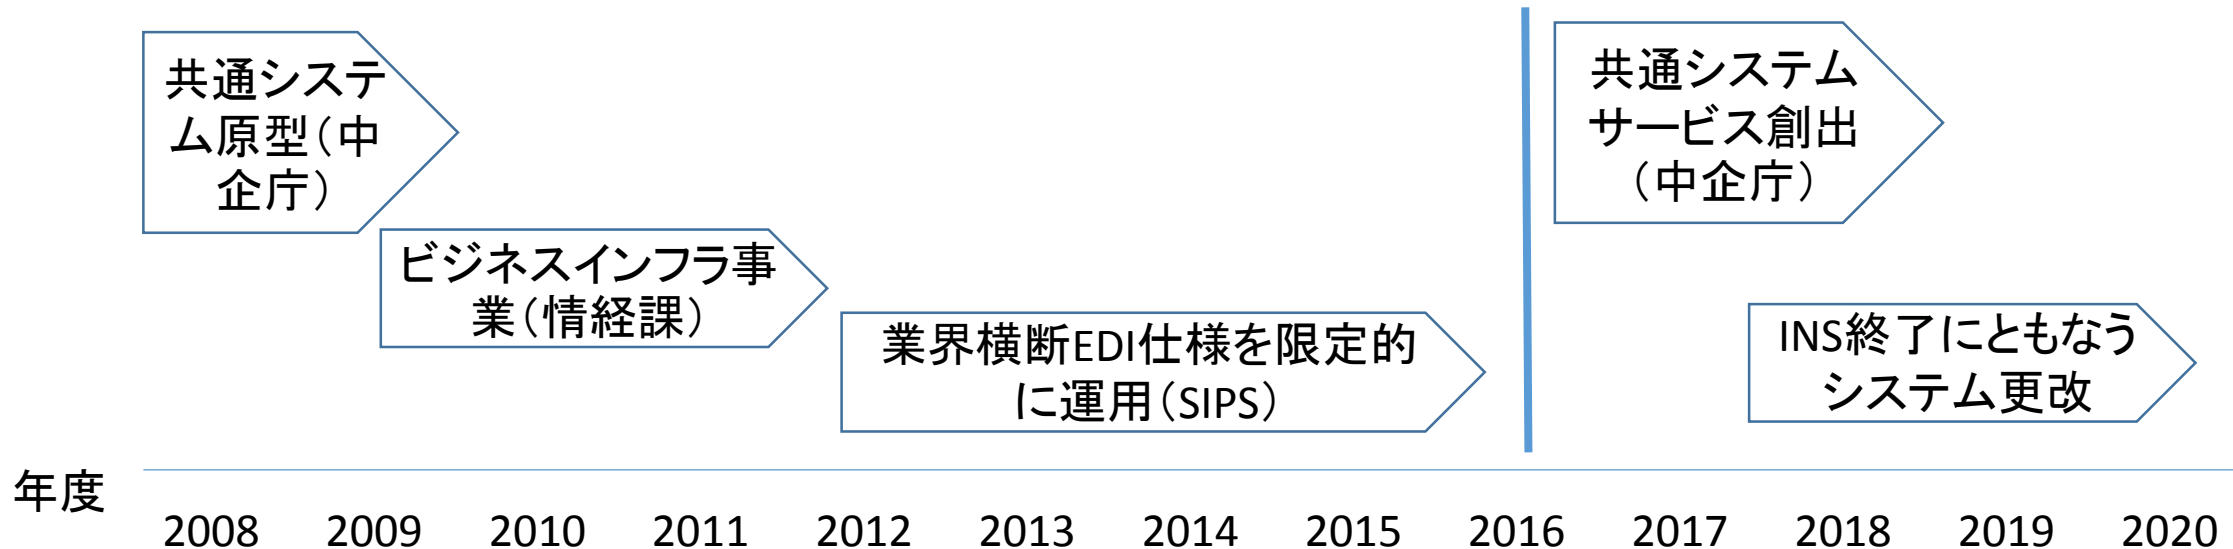 共通システ
ム原型（中
企庁）
ビジネスインフラ事
業（情経課）
業界横断EDI仕様を限定的
に運用（SIPS）
共通システム
サービス創出
（中企庁）
INS終了にともなう
システム更改
年度
2008 2009 2010 2011 2012 2013 2014 2015 2016 2017 2018 2019 2020